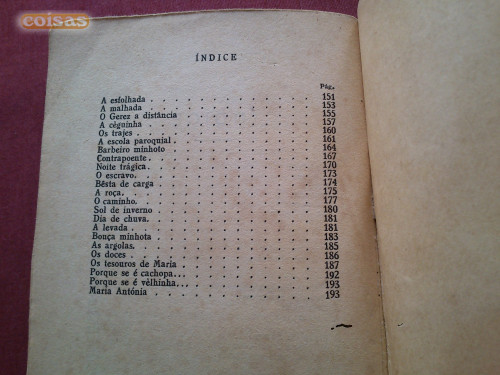 coisas
ÍNDICE
Pág.
A esfolhada 151
A malhada 153
O Gerez a distância 155
A cèguinha 157
Os trajes 160
A escola paroquial 161
Barbeiro minhoto 164
Contrapoente. 167
Noite trágica 170
O escravo. 173
Bêsta de carga 174
A roça. 175
O caminho. 177
Sol de inverno 180
Dia de chuva. 181
A levada 181
Bouça minhota 183
As argolas. 185
Os doces 186
Os tesouros de Maria 187
Porque se é cachopa... 192
Porque se é vèlhinha... 193
Maria Antónia 193